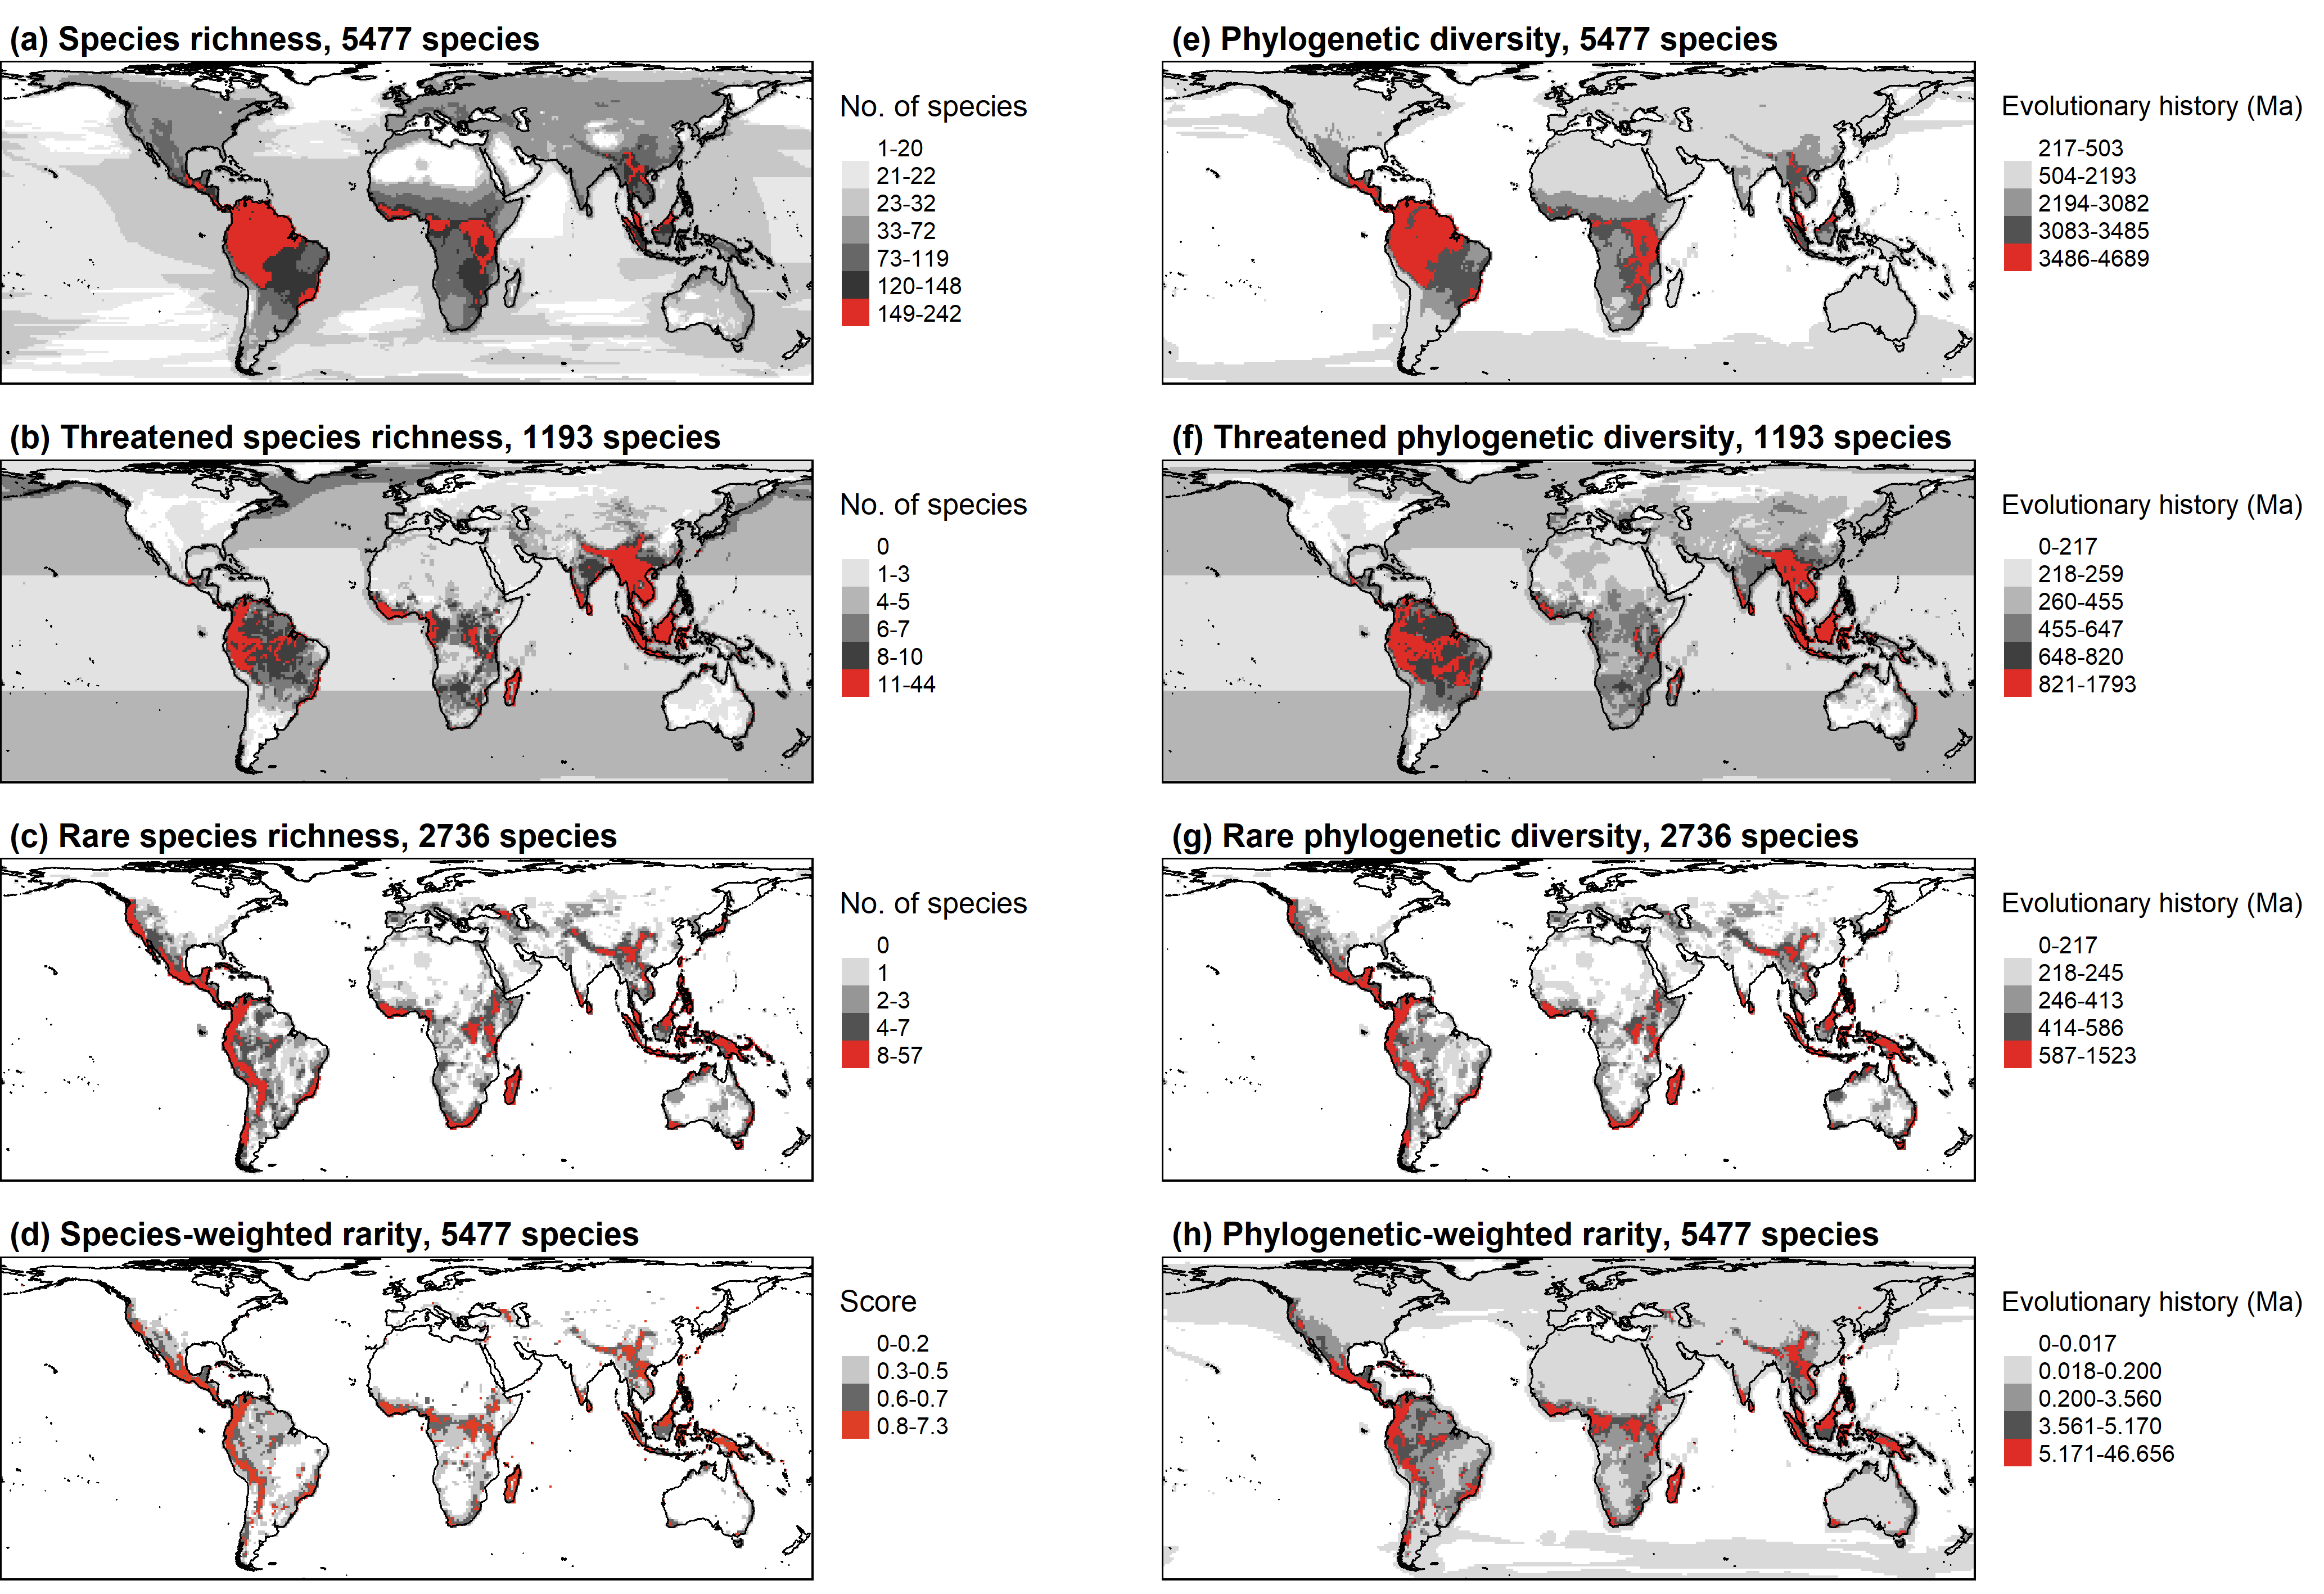 (a) Species richness, 5477 species
No. of species
1-20
21-22
23-32
33-72
73-119
120-148
149-242
(e) Phylogenetic diversity, 5477 species
Evolutionary history (Ma)
217-503
504-2193
2194-3082
3083-3485
3486-4689
(b) Threatened species richness, 1193 species
No. of species
0
1-3
4-5
6-7
8-10
11-44
(f) Threatened phylogenetic diversity, 1193 species
Evolutionary history (Ma)
0-217
218-259
260-455
455-647
648-820
821-1793
(c) Rare species richness, 2736 species
No. of species
0
1
2-3
4-7
8-57
(g) Rare phylogenetic diversity, 2736 species
Evolutionary history (Ma)
0-217
218-245
246-413
414-586
587-1523
(d) Species-weighted rarity, 5477 species
Score
0-0.2
0.3-0.5
0.6-0.7
0.8-7.3
(h) Phylogenetic-weighted rarity, 5477 species
Evolutionary history (Ma)
0-0.017
0.018-0.200
0.200-3.560
3.561-5.170
5.171-46.656